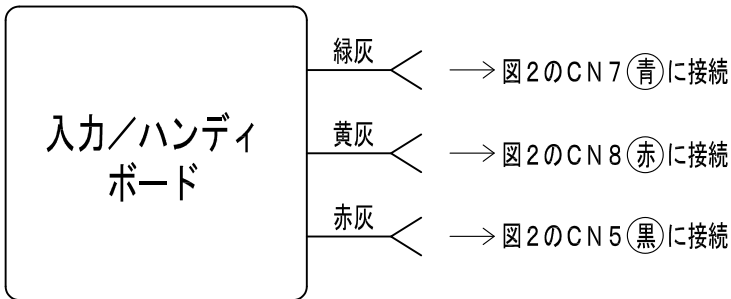 入力／ハンディ
ボード
緑灰
図２のＣＮ７青に接続
黄灰
図２のＣＮ８赤に接続
赤灰
図２のＣＮ５黒に接続